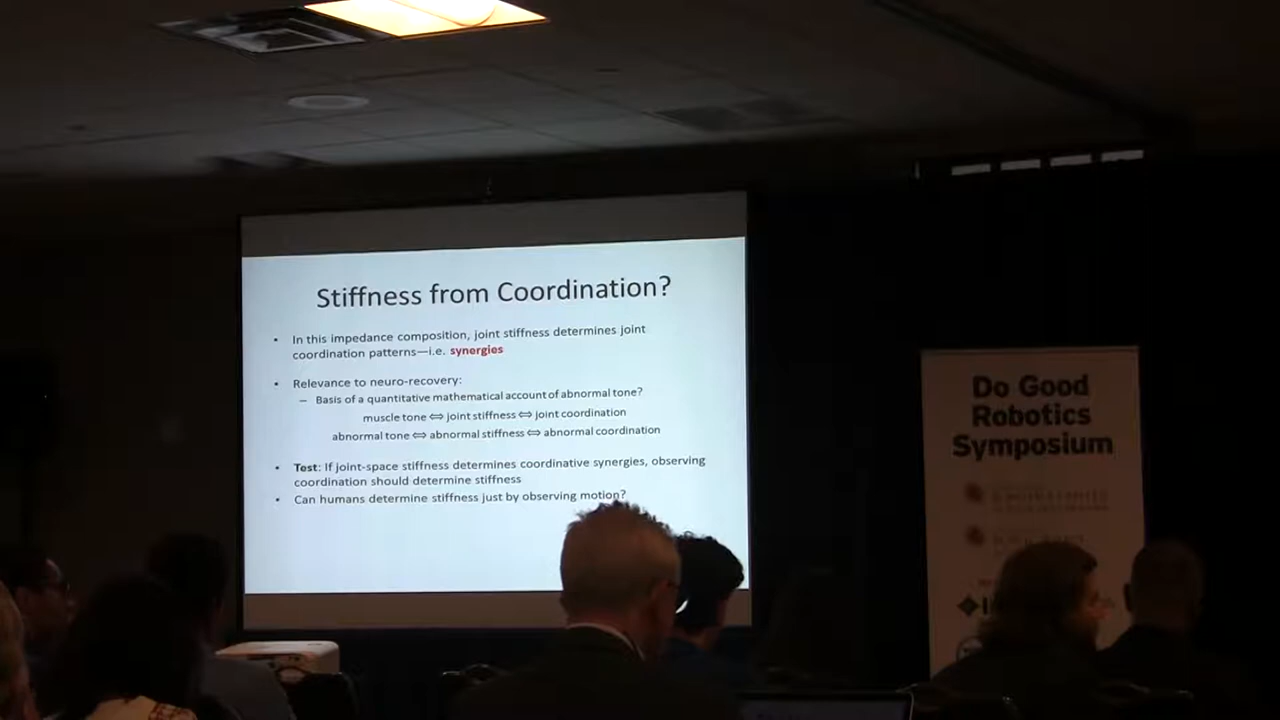 Stiffness from Coordination?
• In this impedance composition, joint stiffness determines joint
coordination patterns—i.e. synergies
• Relevance to neuro-recovery:
– Basis of a quantitative mathematical account of abnormal tone?
muscle tone ⇔ joint stiffness ⇔ joint coordination
abnormal tone ⇔ abnormal stiffness ⇔ abnormal coordination
• Test: If joint-space stiffness determines coordinative synergies, observing
coordination should determine stiffness
• Can humans determine stiffness just by observing motion?
Do Good
Robotics
Symposium